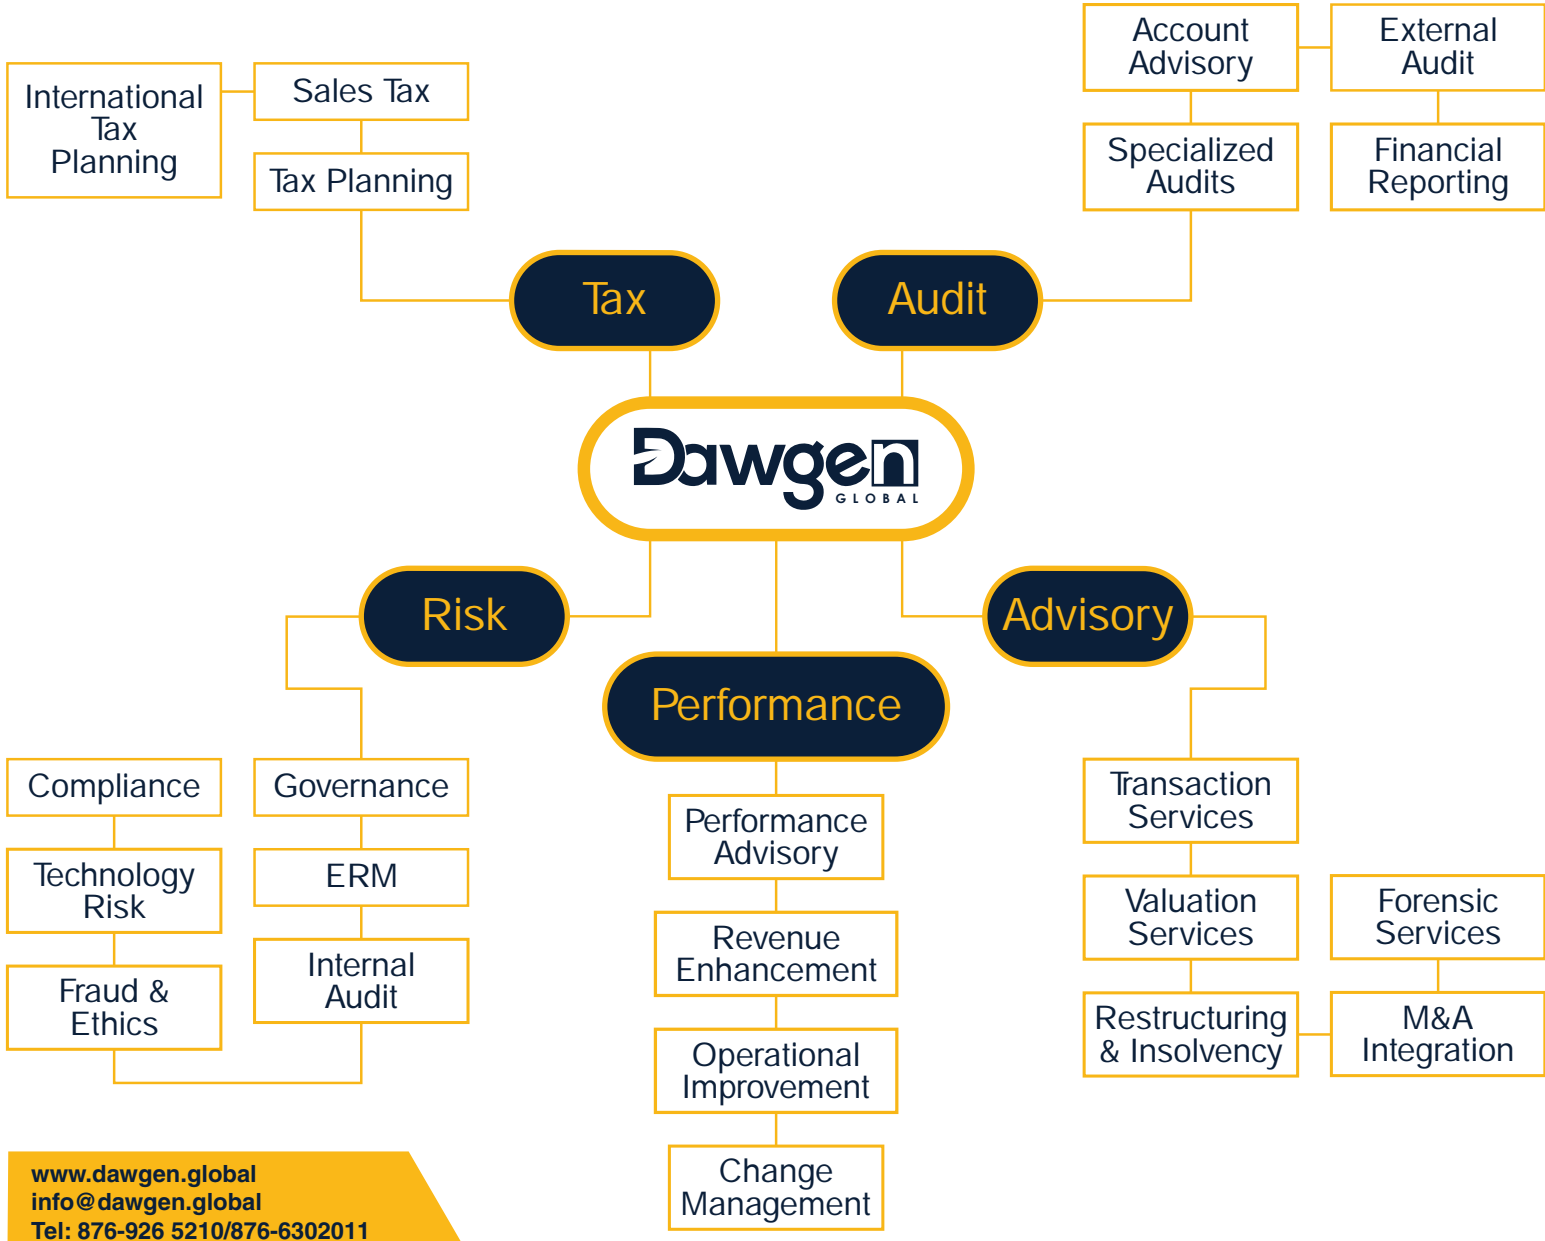 International
Tax
Planning
Sales Tax
Tax Planning
Account
Advisory
External
Audit
Specialized
Audits
Financial
Reporting
Tax
Audit
Dawgen
GLOBAL
Risk
Advisory
Performance
Compliance
Governance
Technology
Risk
ERM
Fraud &
Ethics
Internal
Audit
Performance
Advisory
Revenue
Enhancement
Operational
Improvement
Change
Management
Transaction
Services
Valuation
Services
Forensic
Services
Restructuring
& Insolvency
M&A
Integration
www.dawgen.global
info@dawgen.global
Tel: 876-926 5210/876-6302011